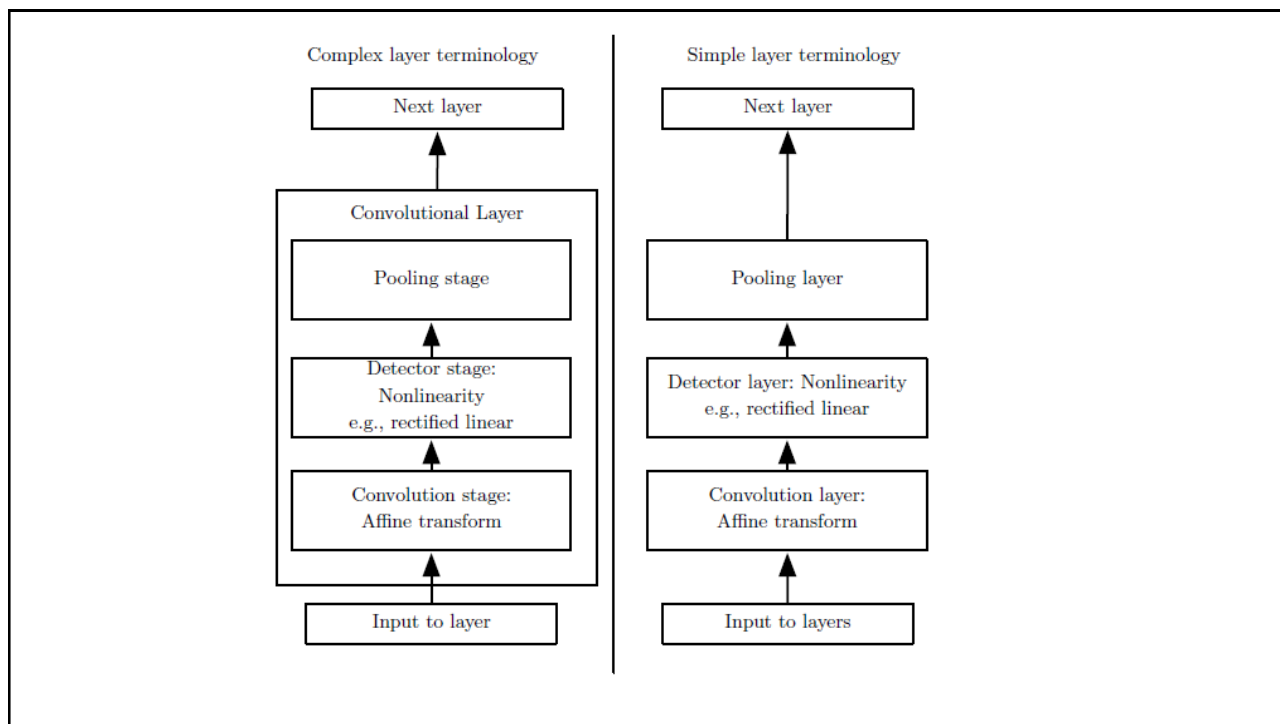 Complex layer terminology
Next layer
Convolutional Layer
Pooling stage
Detector stage:
Nonlinearity
e.g., rectified linear
Convolution stage:
Affine transform
Input to layer
Simple layer terminology
Next layer
Pooling layer
Detector layer: Nonlinearity
e.g., rectified linear
Convolution layer:
Affine transform
Input to layers